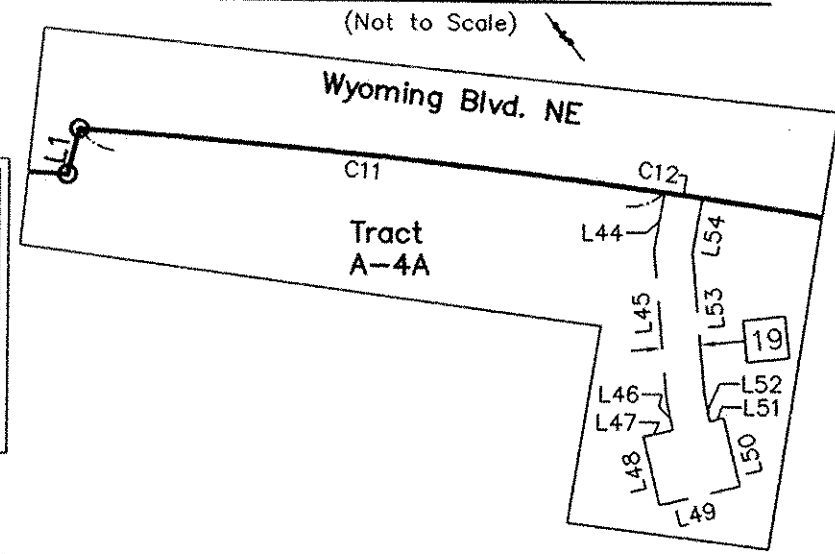 (Not to Scale)
Wyoming Blvd. NE
L1
C11
C12
Tract
A-4A
L44
L54
L45
L53
19
L46
L52
L47
L51
L48
L50
L49